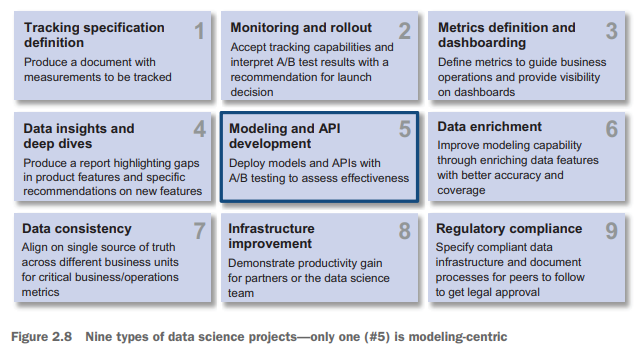 Tracking specification
definition
1
Produce a document with
measurements to be tracked
Monitoring and rollout
2
Accept tracking capabilities and
interpret A/B test results with a
recommendation for launch
decision
Metrics definition and
dashboarding
3
Define metrics to guide business
operations and provide visibility
on dashboards
Data insights and
deep dives
4
Produce a report highlighting gaps
in product features and specific
recommendations on new features
Modeling and API
development
5
Deploy models and APIs with
A/B testing to assess effectiveness
Data enrichment
6
Improve modeling capability
through enriching data features
with better accuracy and
coverage
Data consistency
7
Align on single source of truth
across different business units
for critical business/operations
metrics
Infrastructure
improvement
8
Demonstrate productivity gain
for partners or the data science
team
Regulatory compliance
9
Specify compliant data
infrastructure and document
processes for peers to follow
to get legal approval
Figure 2.8 Nine types of data science projects—only one (#5) is modeling-centric